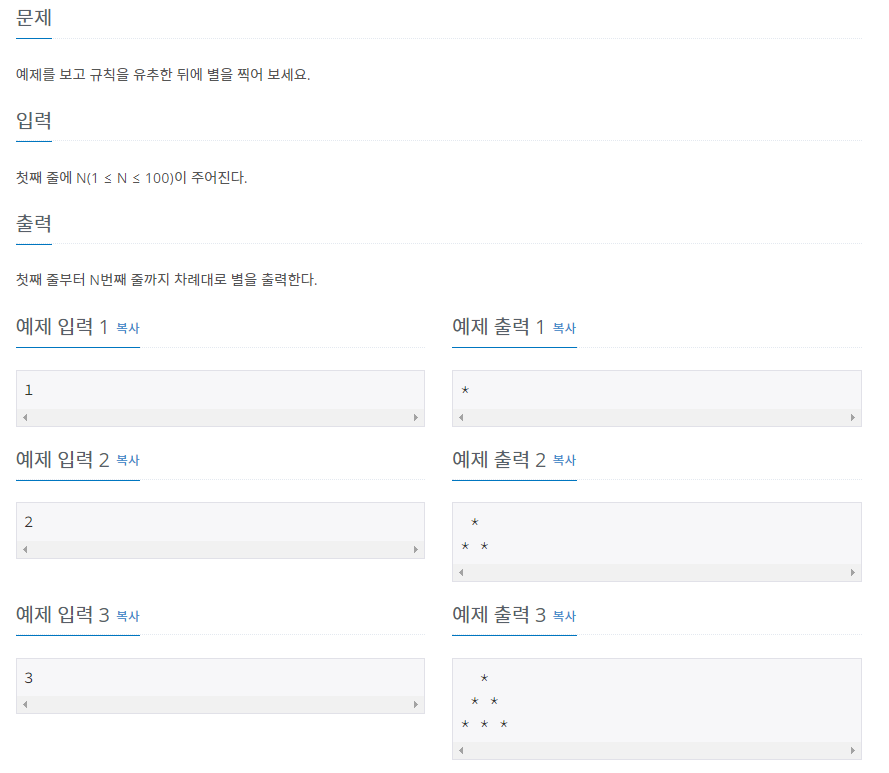 문제
예제를 보고 규칙을 유추한 뒤에 별을 찍어 보세요.
입력
첫째 줄에 N(1 ≤ N ≤ 100)이 주어진다.
출력
첫째 줄부터 N번째 줄까지 차례대로 별을 출력한다.
예제 입력 1 복사
1
예제 출력 1 복사
*
예제 입력 2 복사
2
예제 출력 2 복사
 *
* *
예제 입력 3 복사
3
예제 출력 3 복사
  *
 * *
* * *